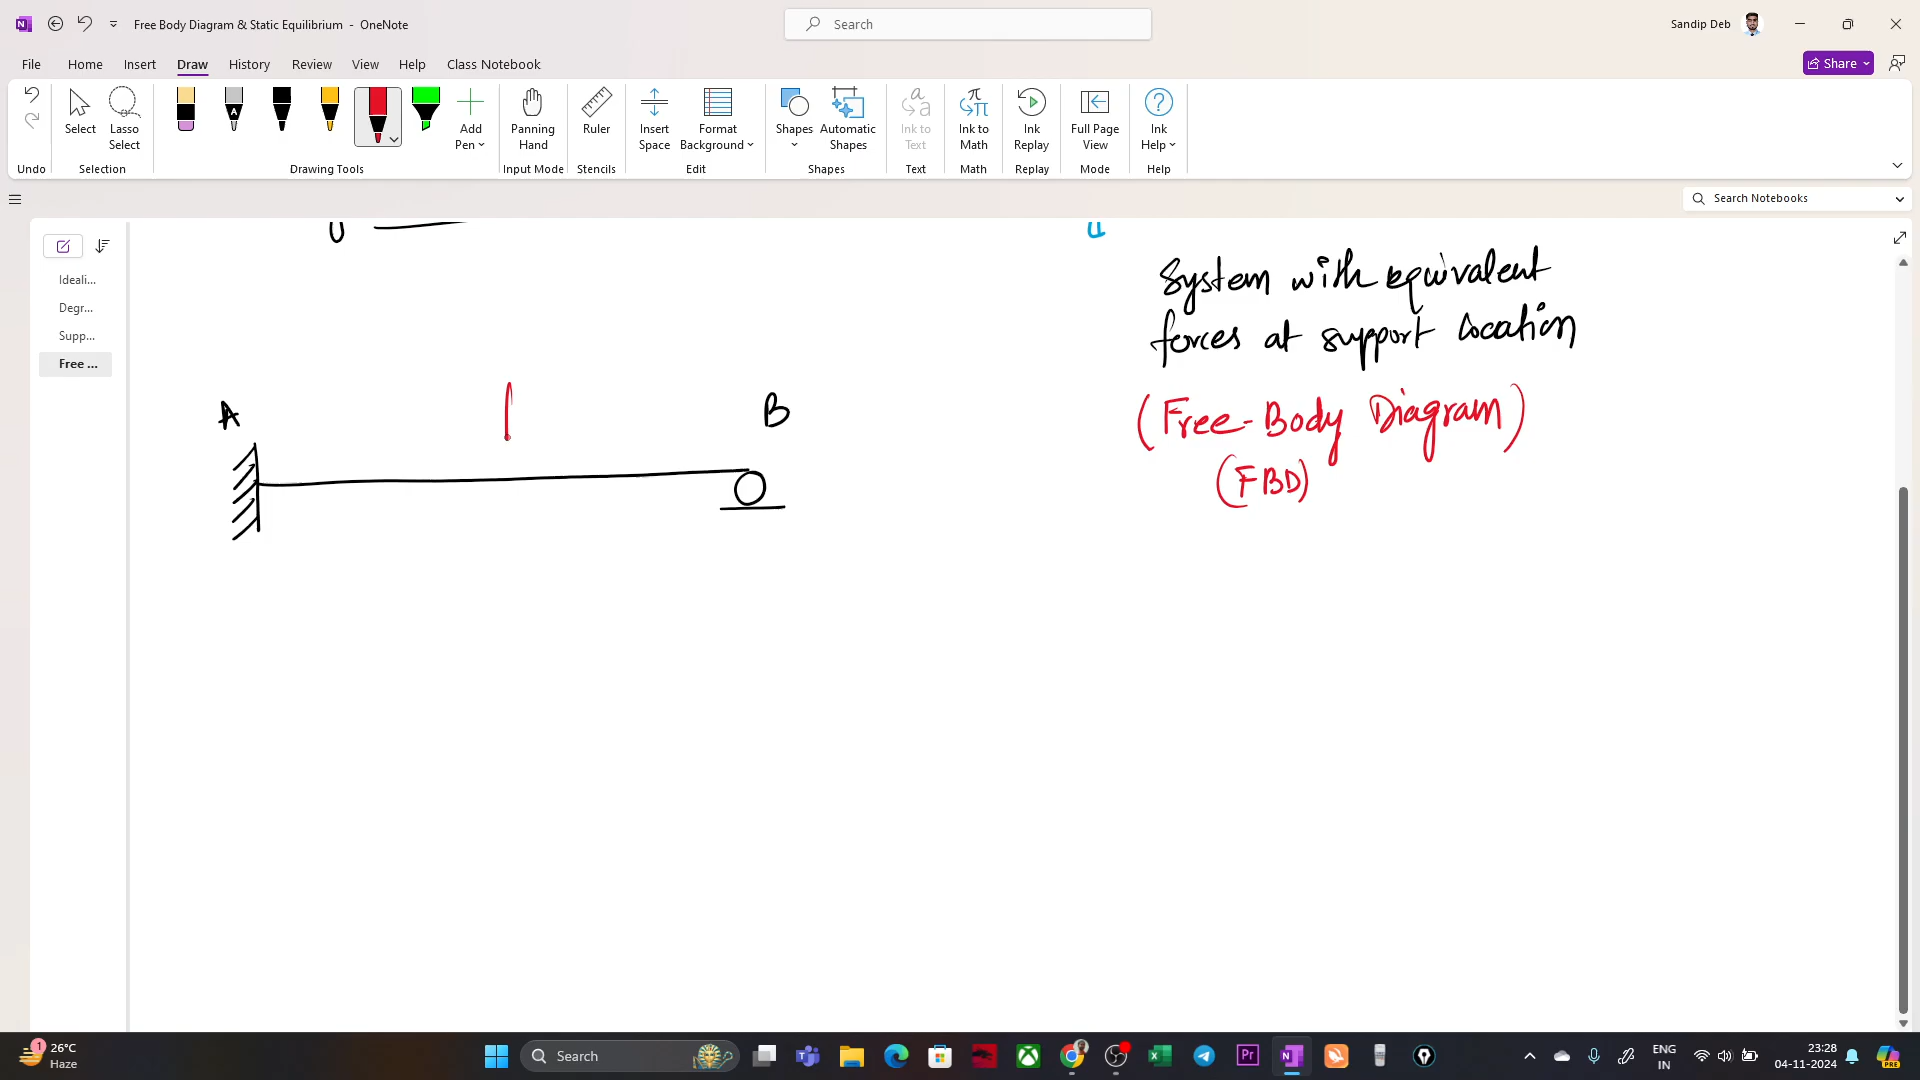 Free Body Diagram & Static Equilibrium - OneNote
Search
Sandip Deb
File Home Insert Draw History Review View Help Class Notebook
Share
Undo
Select
Lasso Select
Selection
Drawing Tools
Add Pen
Panning Hand
Input Mode
Ruler
Stencils
Insert Space
Format Background
Edit
Shapes
Automatic Shapes
Shapes
Ink to Text
Text
Ink to Math
Math
Ink Replay
Replay
Full Page View
Mode
Ink Help
Help
Search Notebooks
Ideali...
Degr...
Supp...
Free ...
System with equivalent
forces at support location
(Free-Body Diagram)
(FBD)
A
B
1
26°C
Haze
Search
ENG
IN
23:28
04-11-2024